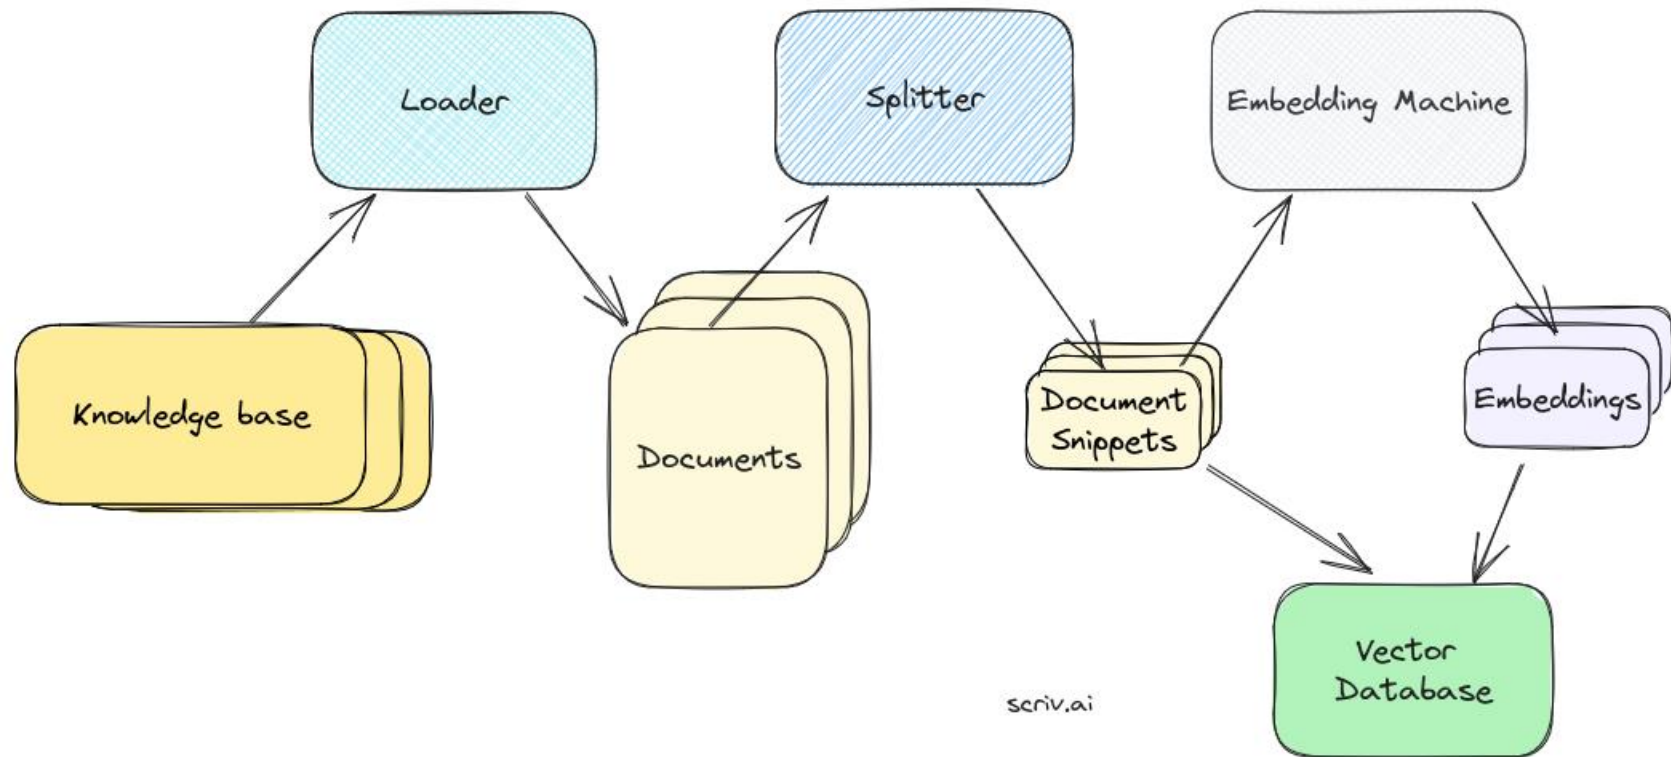 Loader
Splitter
Embedding Machine
Knowledge base
Documents
Document
Snippets
Embeddings
Vector
Database
scriv.ai